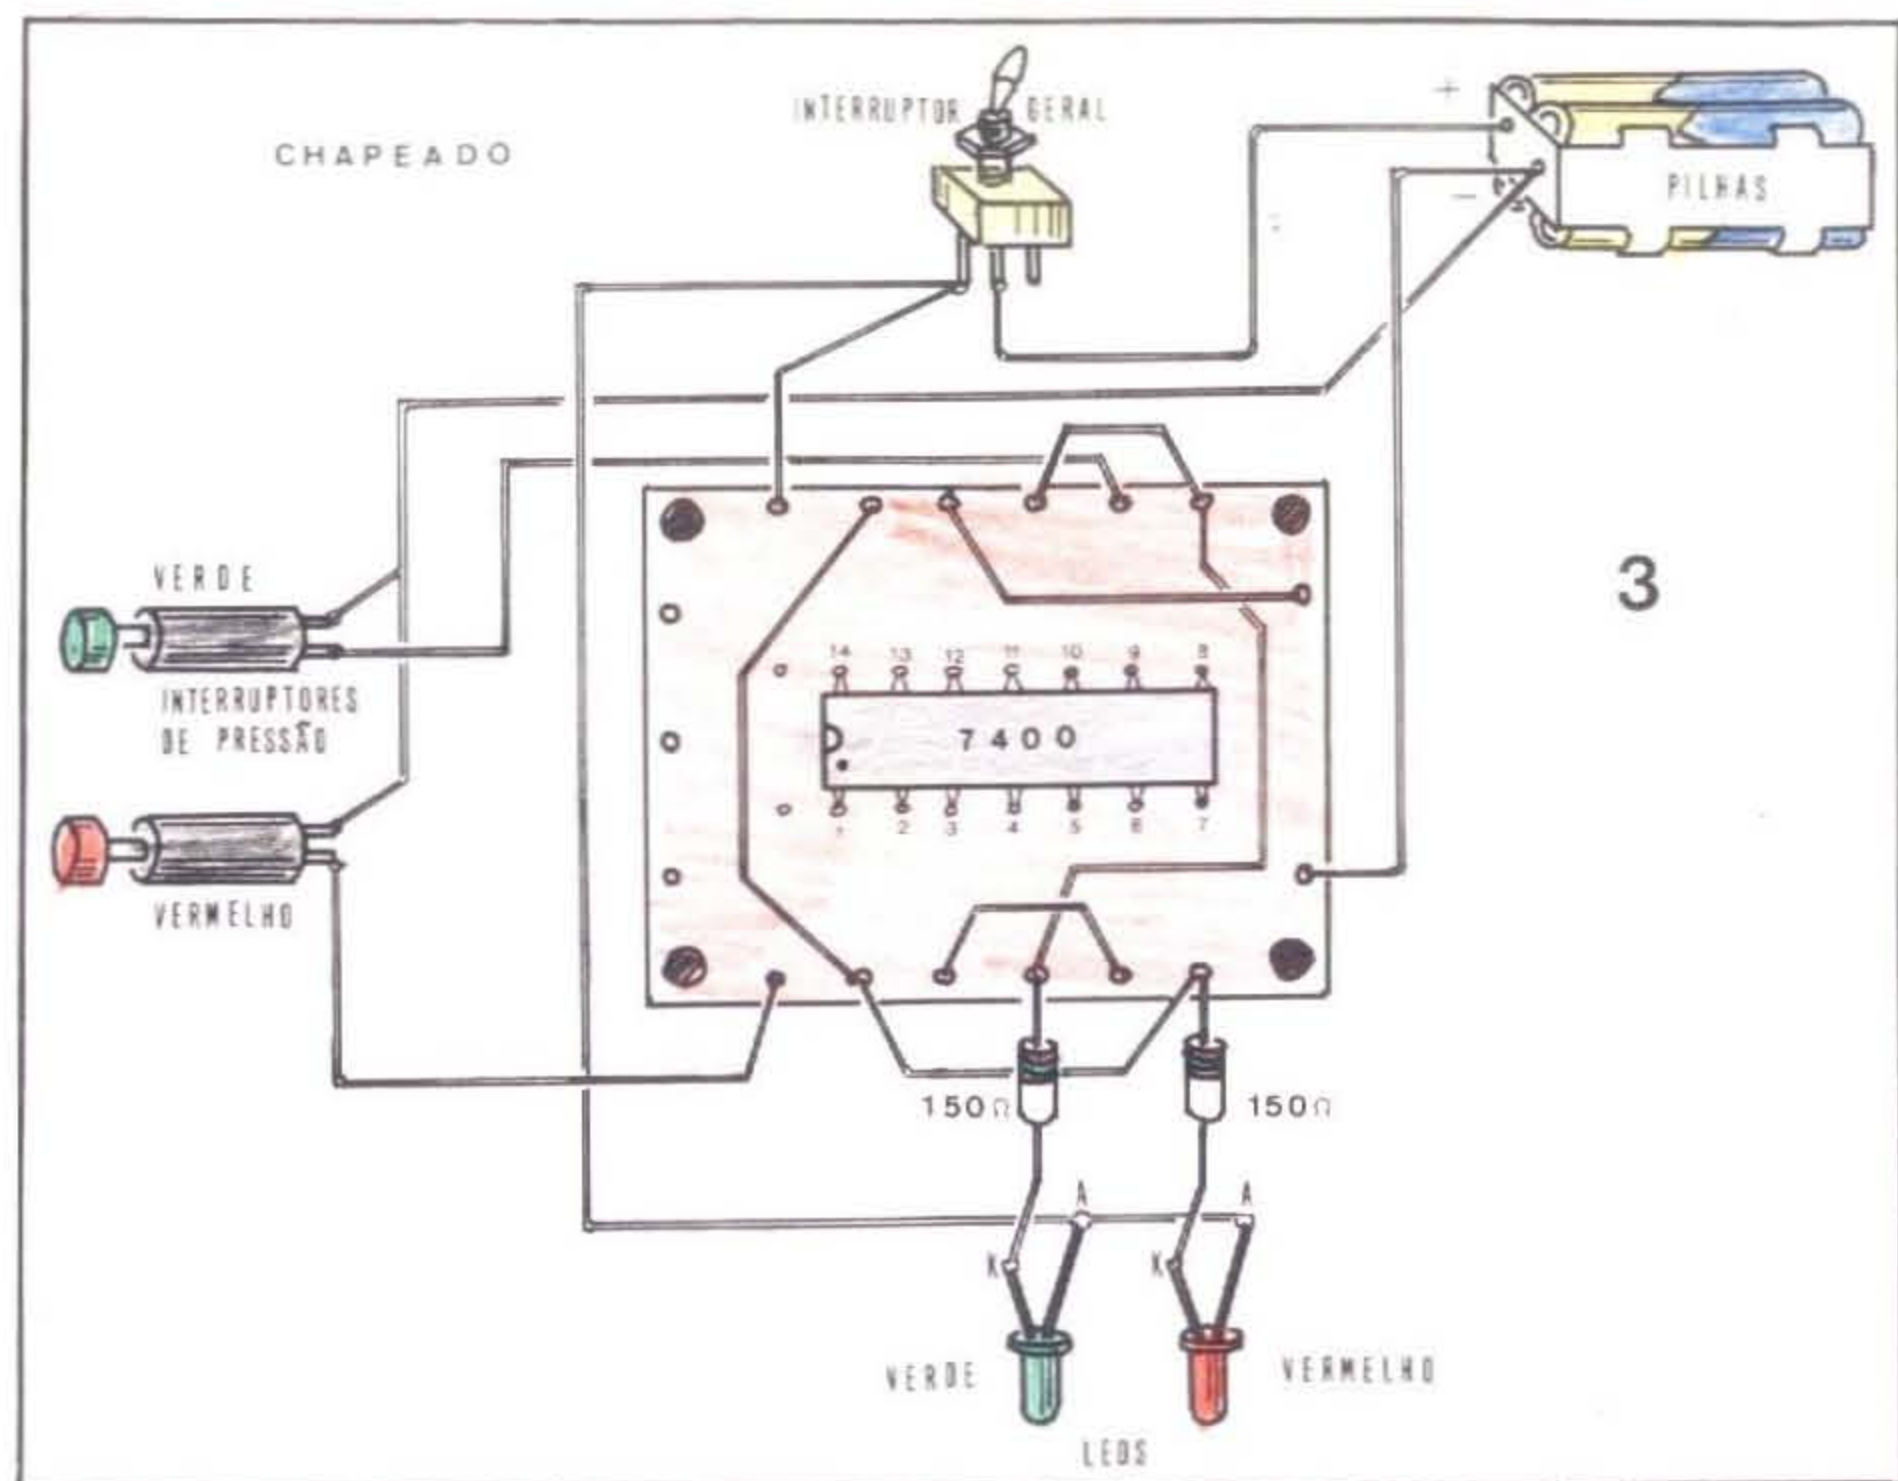 CHAPEADO
INTERRUPTOR GERAL
+
−
PILHAS
3
VERDE
INTERRUPTORES
DE PRESSÃO
VERMELHO
14 13 12 11 10 9 8
7400
1 2 3 4 5 6 7
150Ω
150Ω
A
A
K
K
VERDE
VERMELHO
LEDS